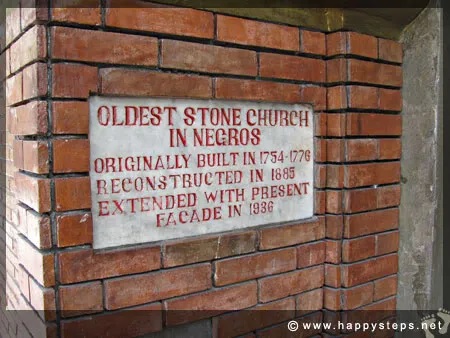 OLDEST STONE CHURCH
IN NEGROS
ORIGINALLY BUILT IN 1754-1776
RECONSTRUCTED IN 1885
EXTENDED WITH PRESENT
FACADE IN 1936
© www.happysteps.net